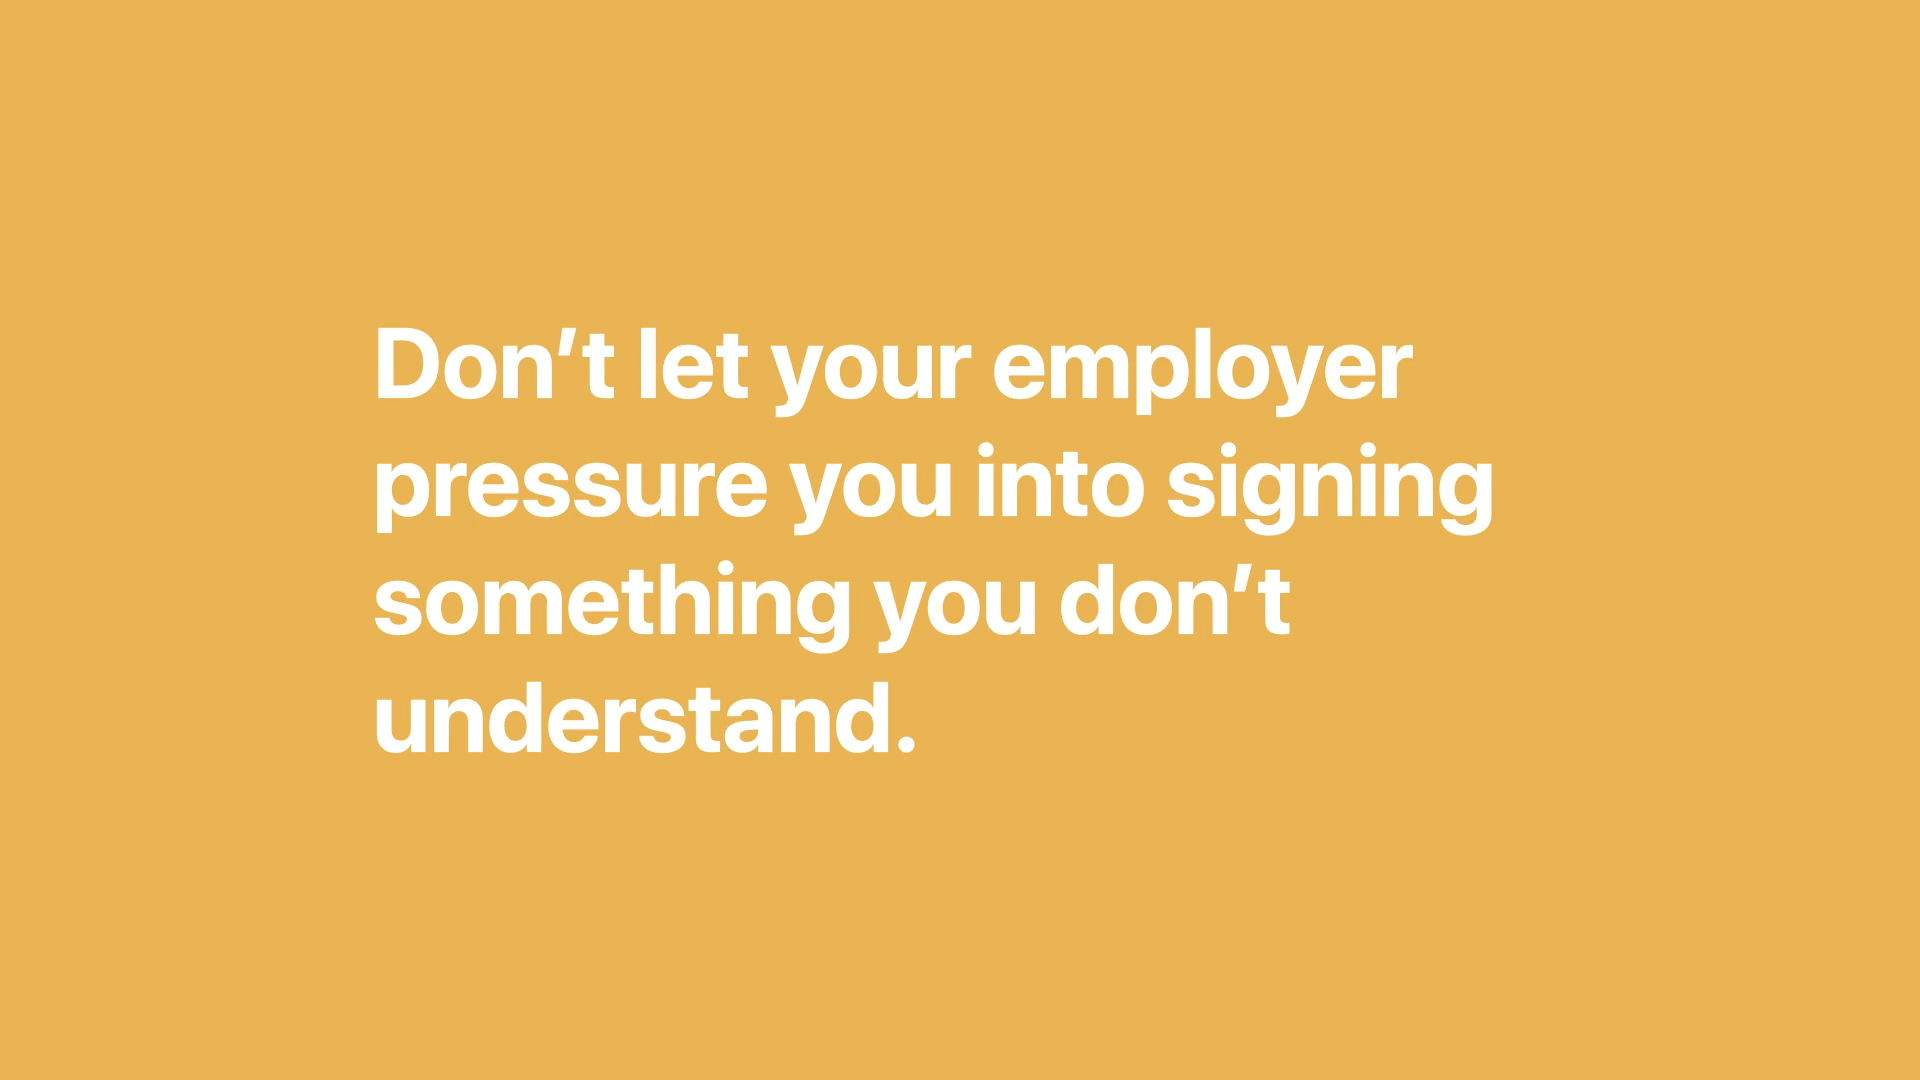 Don’t let your employer
pressure you into signing
something you don’t
understand.